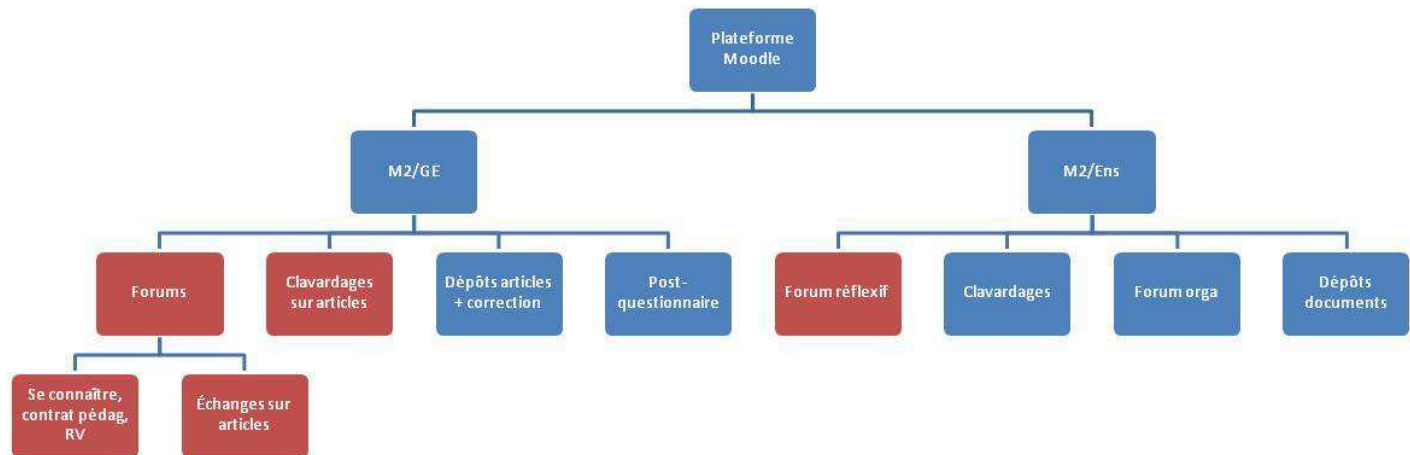 Plateforme
Moodle
M2/GE
M2/Ens
Forums
Clavardages
sur articles
Dépôts articles
+ correction
Post-
questionnaire
Forum réflexif
Clavardages
Forum orga
Dépôts
documents
Se connaître,
contrat pédag,
RV
Échanges sur
articles